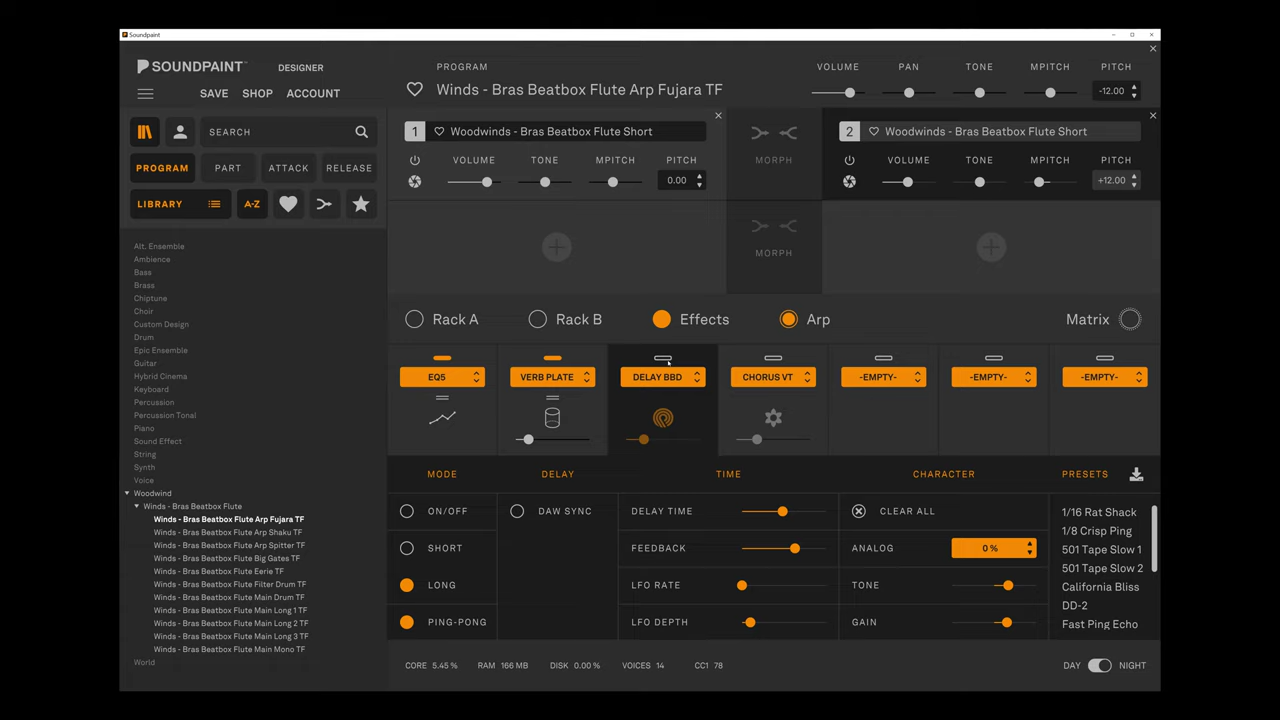 Soundpaint
SOUNDPAINT™ DESIGNER
SAVE SHOP ACCOUNT
SEARCH
PROGRAM PART ATTACK RELEASE
LIBRARY A-Z
Alt. Ensemble
Ambience
Bass
Brass
Chiptune
Choir
Custom Design
Drum
Epic Ensemble
Guitar
Hybrid Cinema
Keyboard
Percussion
Percussion Tonal
Piano
Sound Effect
String
Synth
Voice
Woodwind
Winds - Bras Beatbox Flute
Winds - Bras Beatbox Flute Arp Fujara TF
Winds - Bras Beatbox Flute Arp Shaku TF
Winds - Bras Beatbox Flute Arp Spitter TF
Winds - Bras Beatbox Flute Big Gates TF
Winds - Bras Beatbox Flute Eerie TF
Winds - Bras Beatbox Flute Filter Drum TF
Winds - Bras Beatbox Flute Main Drum TF
Winds - Bras Beatbox Flute Main Long 1 TF
Winds - Bras Beatbox Flute Main Long 2 TF
Winds - Bras Beatbox Flute Main Long 3 TF
Winds - Bras Beatbox Flute Main Mono TF
World
PROGRAM
Winds - Bras Beatbox Flute Arp Fujara TF
VOLUME PAN TONE MPITCH PITCH
-12.00
1 Woodwinds - Bras Beatbox Flute Short
VOLUME TONE MPITCH PITCH
0.00
MORPH
2 Woodwinds - Bras Beatbox Flute Short
VOLUME TONE MPITCH PITCH
+12.00
MORPH
Rack A Rack B Effects Arp Matrix
EQ5 VERB PLATE DELAY BBD CHORUS VT -EMPTY- -EMPTY- -EMPTY-
MODE DELAY TIME CHARACTER PRESETS
ON/OFF DAW SYNC DELAY TIME CLEAR ALL
SHORT FEEDBACK ANALOG 0 %
LONG LFO RATE TONE
PING-PONG LFO DEPTH GAIN
1/16 Rat Shack
1/8 Crisp Ping
501 Tape Slow 1
501 Tape Slow 2
California Bliss
DD-2
Fast Ping Echo
CORE 5.45 % RAM 166 MB DISK 0.00 % VOICES 14 CC1 78 DAY NIGHT